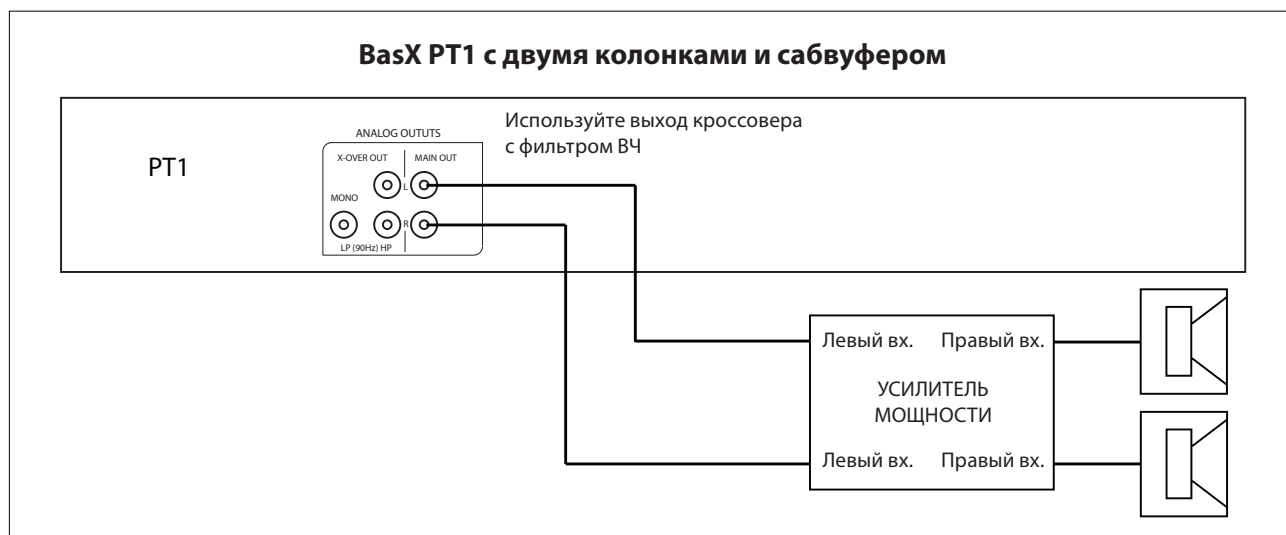 BasX PT1 с двумя колонками и сабвуфером
Используйте выход кроссовера
с фильтром ВЧ
PT1
ANALOG OUTUTS
X-OVER OUT MAIN OUT
L
MONO
R
LP (90Hz) HP
Левый вх. Правый вх.
УСИЛИТЕЛЬ
МОЩНОСТИ
Левый вх. Правый вх.